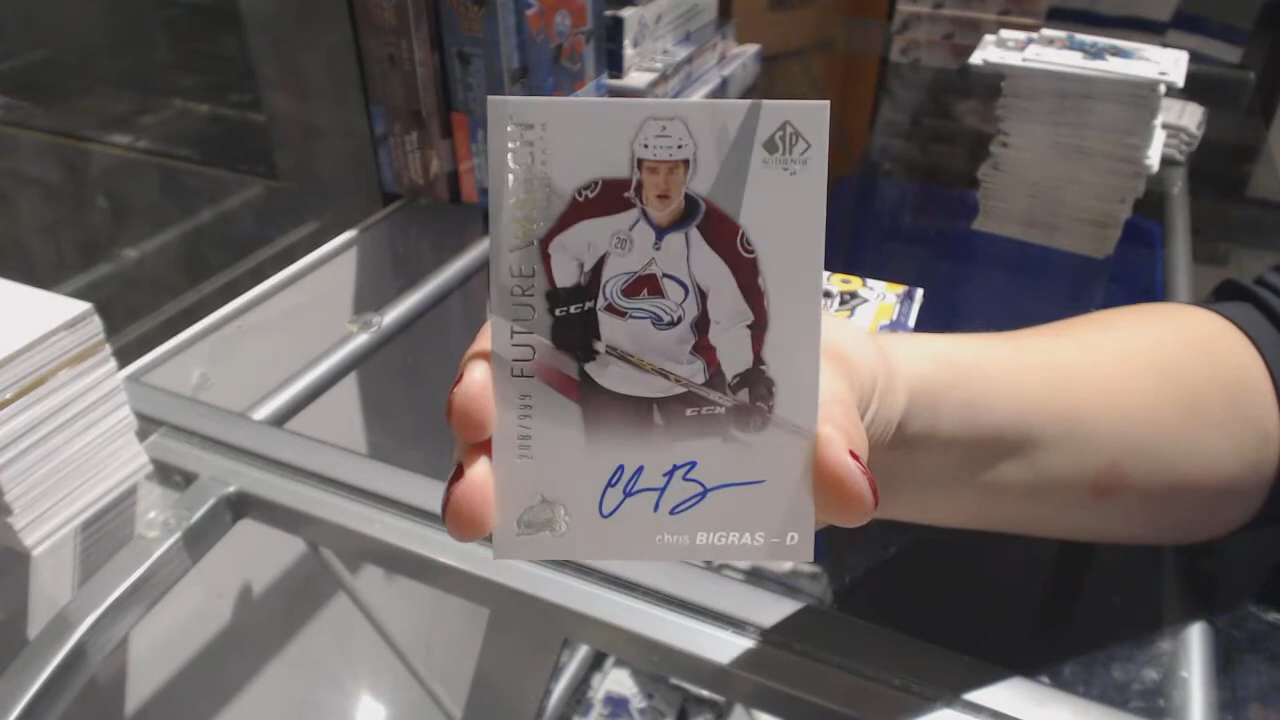 FUTURE WATCH
208/999
SP
AUTHENTIC
20
CCM
CCM
chris BIGRAS – D